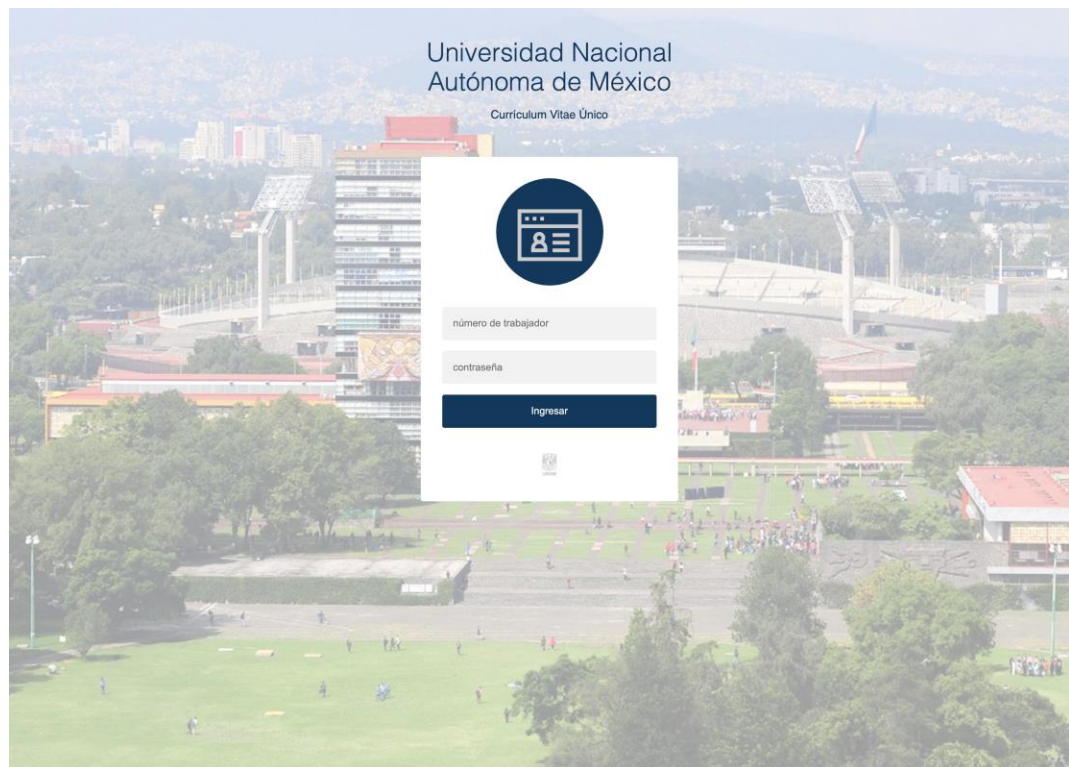 Universidad Nacional
Autónoma de México
Currículum Vitae Único
número de trabajador
contraseña
Ingresar